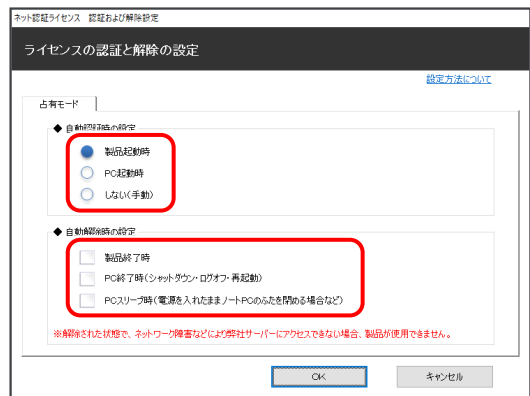 ネット認証ライセンス　認証および解除設定
ライセンスの認証と解除の設定
設定方法について
占有モード
◆ 自動認証時の設定
製品起動時
PC起動時
しない(手動)
◆ 自動解除時の設定
製品終了時
PC終了時(シャットダウン・ログオフ・再起動)
PCスリープ時(電源を入れたままノートPCのふたを閉める場合など)
※解除された状態で、ネットワーク障害などにより弊社サーバーにアクセスできない場合、製品が使用できません。
OK
キャンセル